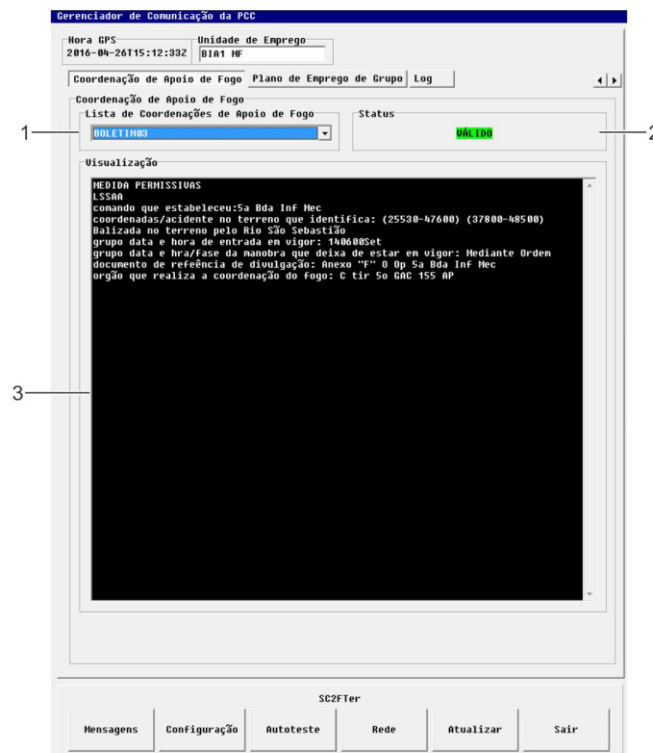 Gerenciador de Comunicação da PCC
Hora GPS
2016-04-26T15:12:33Z
Unidade de Emprego
BIA1 MF
Coordenação de Apoio de Fogo
Plano de Emprego de Grupo
Log
Coordenação de Apoio de Fogo
Lista de Coordenações de Apoio de Fogo
BOLETIM03
Status
VÁLIDO
1
2
Visualização
MEDIDA PERMISSIVAS
LSSAA
comando que estabeleceu:5a Bda Inf Mec
coordenadas/acidente no terreno que identifica: (25530-47600) (37800-48500)
Balizada no terreno pelo Rio São Sebastião
grupo data e hora de entrada em vigor: 140600Set
grupo data e hra/fase da manobra que deixa de estar em vigor: Mediante Ordem
documento de refeência de divulgação: Anexo "F" O Op 5a Bda Inf Mec
orgão que realiza a coordenação do fogo: C tir 5o GAC 155 AP
3
SC2FTer
Mensagens
Configuração
Autoteste
Rede
Atualizar
Sair